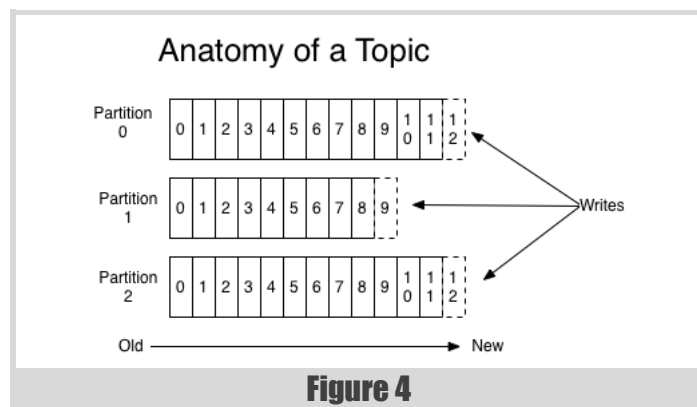 Anatomy of a Topic
Partition
0
0 1 2 3 4 5 6 7 8 9 10 11 12
Partition
1
0 1 2 3 4 5 6 7 8 9
Writes
Partition
2
0 1 2 3 4 5 6 7 8 9 10 11 12
Old New
Figure 4